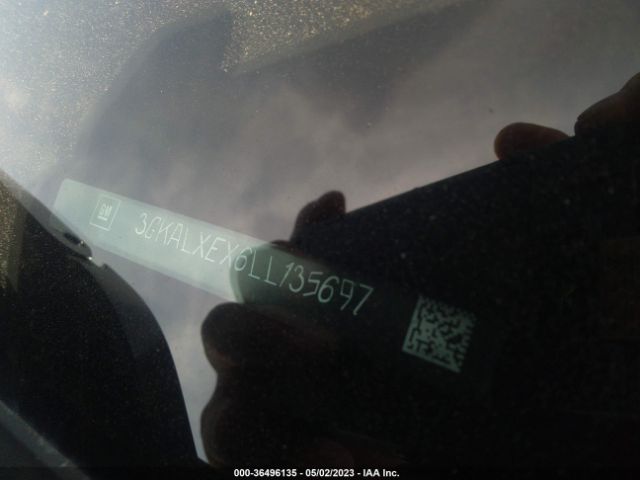 GM
3GKALXEX6LL135697
000-36496135 - 05/02/2023 - IAA Inc.